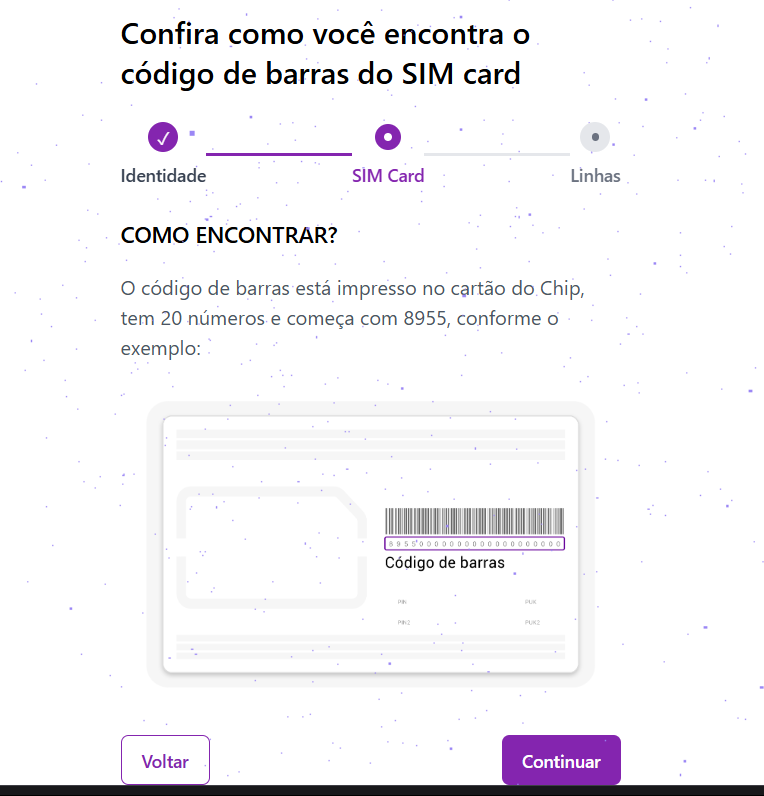 Confira como você encontra o
código de barras do SIM card
Identidade
SIM Card
Linhas
COMO ENCONTRAR?
O código de barras está impresso no cartão do Chip,
tem 20 números e começa com 8955, conforme o
exemplo:
Código de barras
PIN
PUK
PIN2
PUK2
Voltar
Continuar